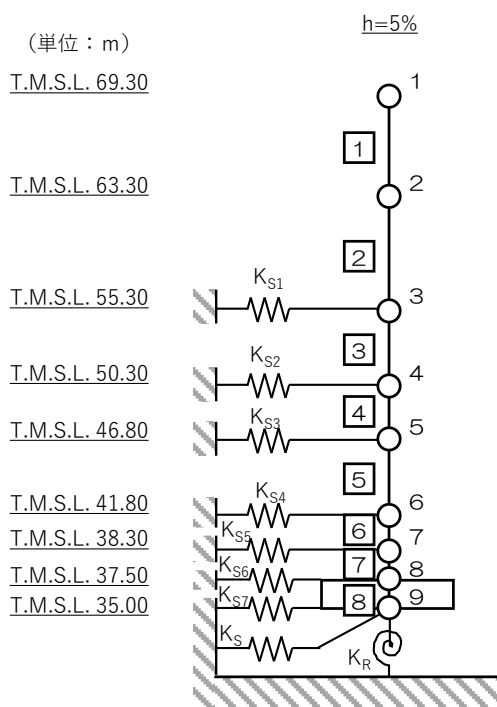 h=5%
（単位：m）
T.M.S.L. 69.30
1
1
T.M.S.L. 63.30
2
2
KS1
T.M.S.L. 55.30
3
3
KS2
T.M.S.L. 50.30
4
4
KS3
T.M.S.L. 46.80
5
5
KS4
T.M.S.L. 41.80
6
6
KS5
T.M.S.L. 38.30
7
7
KS6
T.M.S.L. 37.50
8
KS7
T.M.S.L. 35.00
8
9
KS
KR